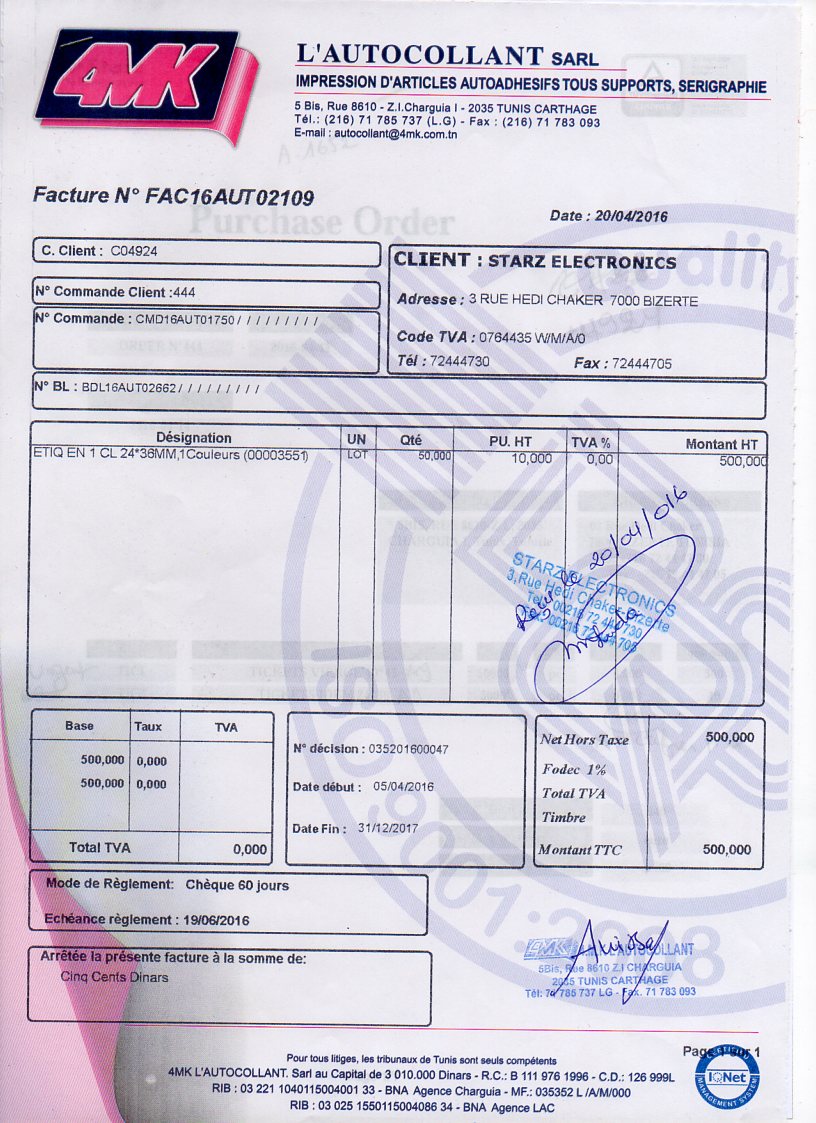 4MK
L'AUTOCOLLANT SARL
IMPRESSION D'ARTICLES AUTOADHESIFS TOUS SUPPORTS, SERIGRAPHIE
5 Bis, Rue 8610 - Z.I.Charguia I - 2035 TUNIS CARTHAGE
Tél.: (216) 71 785 737 (L.G) - Fax : (216) 71 783 093
E-mail : autocollant@4mk.com.tn
Facture N° FAC16AUT02109
Purchase Order
Date : 20/04/2016
C. Client : C04924
N° Commande Client :444
N° Commande : CMD16AUT01750/ / / / / / / / /
CLIENT : STARZ ELECTRONICS
Adresse : 3 RUE HEDI CHAKER 7000 BIZERTE
Code TVA : 0764435 W/M/A/0
Tél : 72444730 Fax : 72444705
N° BL : BDL16AUT02662/ / / / / / / / /
Désignation UN Qté PU. HT TVA % Montant HT
ETIQ EN 1 CL 24*36MM,1Couleurs (00003551) LOT 50,000 10,000 0,00 500,000
20/04/016
STARZ ELECTRONICS
3,Rue Hedi Chaker Bizerte
Tel: 00216 72 444 730
Fax: 00216 72 444 705
Base Taux TVA
500,000 0,000
500,000 0,000
Total TVA 0,000
N° décision : 035201600047
Date début : 05/04/2016
Date Fin : 31/12/2017
Net Hors Taxe 500,000
Fodec 1%
Total TVA
Timbre
Montant TTC 500,000
Mode de Règlement: Chèque 60 jours
Echéance règlement : 19/06/2016
Arrêtée la présente facture à la somme de:
Cinq Cents Dinars
4MK L'AUTOCOLLANT
5Bis, Rue 8610 Z.I CHARGUIA
2035 TUNIS CARTHAGE
Tél: 71 785 737 LG - Fax. 71 783 093
Page 1 sur 1
Pour tous litiges, les tribunaux de Tunis sont seuls compétents
4MK L'AUTOCOLLANT. Sarl au Capital de 3 010.000 Dinars - R.C.: B 111 976 1996 - C.D.: 126 999L
RIB : 03 221 1040115004001 33 - BNA Agence Charguia - MF.: 035352 L /A/M/000
RIB : 03 025 1550115004086 34 - BNA Agence LAC
CERTIFIED
IQNet
MANAGEMENT SYSTEM